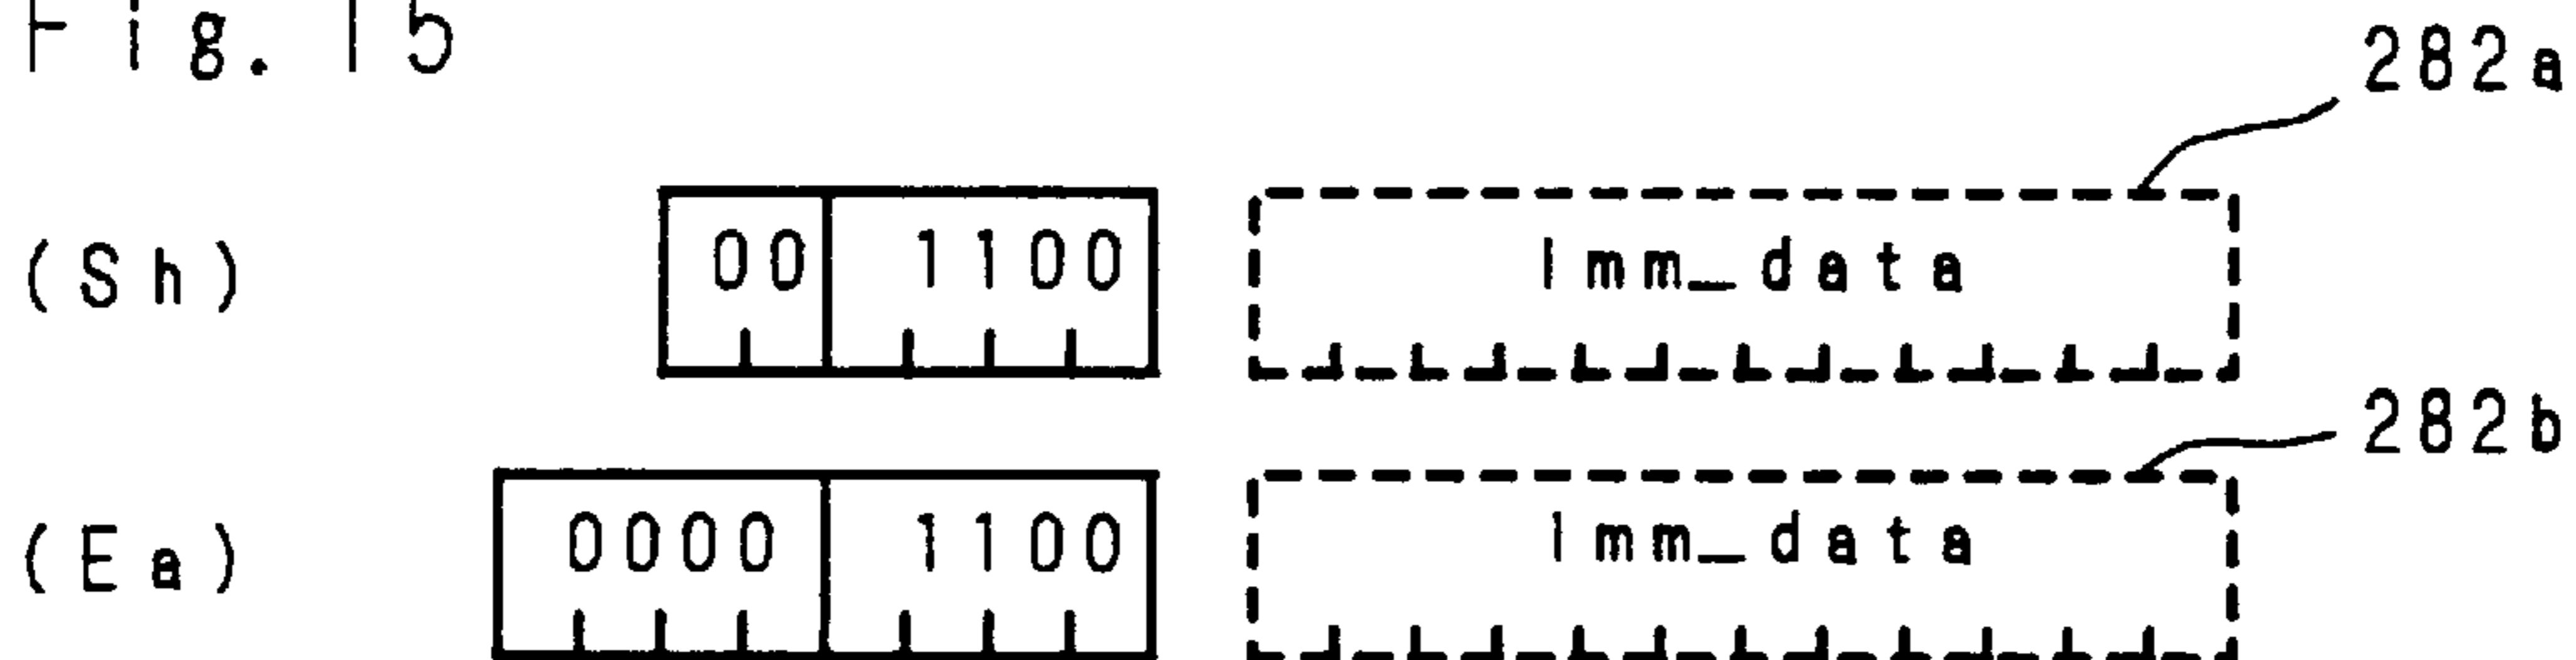 Fig. 15
282a
(Sh) 00 1100 Imm_data
282b
(Ea) 0000 1100 Imm_data